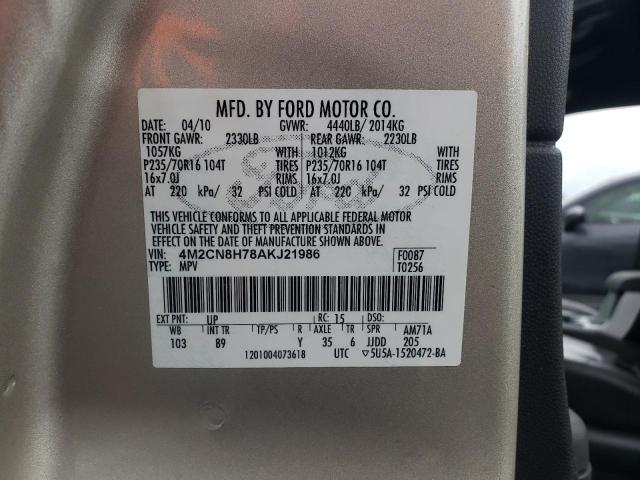 MFD. BY FORD MOTOR CO.
DATE: 04/10 GVWR: 4440LB/ 2014KG
FRONT GAWR: 2330LB REAR GAWR: 2230LB
1057KG WITH 1012KG WITH
P235/70R16 104T TIRES P235/70R16 104T TIRES
16x7.0J RIMS 16x7.0J RIMS
AT 220 kPa/ 32 PSI COLD AT 220 kPa/ 32 PSI COLD
THIS VEHICLE CONFORMS TO ALL APPLICABLE FEDERAL MOTOR
VEHICLE SAFETY AND THEFT PREVENTION STANDARDS IN
EFFECT ON THE DATE OF MANUFACTURE SHOWN ABOVE.
VIN: 4M2CN8H78AKJ21986 F0087
TYPE: MPV T0256
EXT PNT: UP RC: 15 DSO:
WB INT TR TP/PS R AXLE TR SPR AM71A
103 89 Y 35 6 JJDD 205
1201004073618 UTC ▽5U5A-1520472-BA